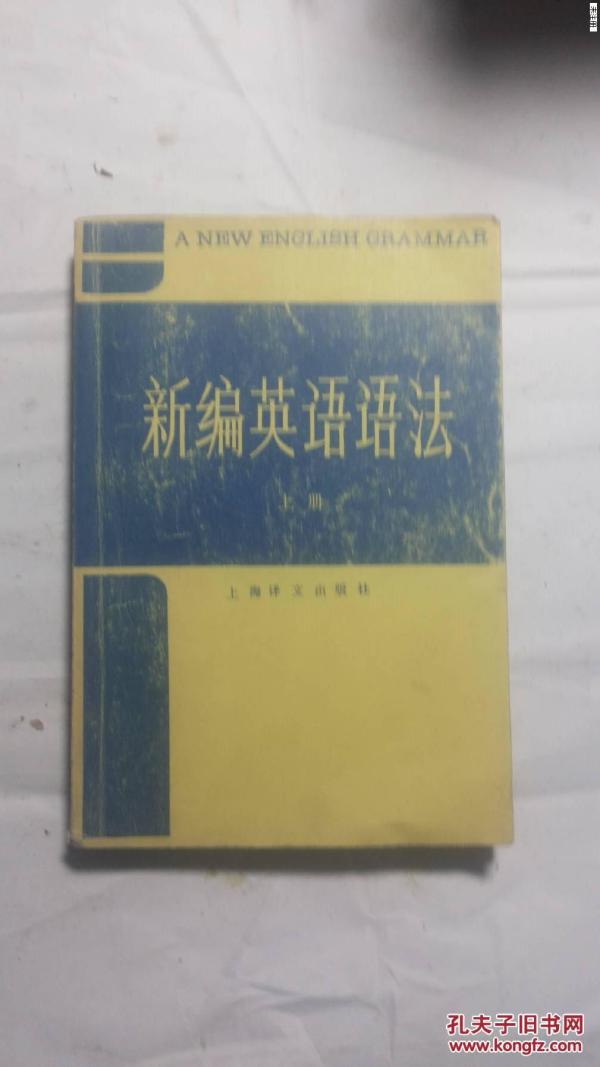 A NEW ENGLISH GRAMMAR
新编英语语法
上册
上海译文出版社
孔夫子旧书网
www.kongfz.com